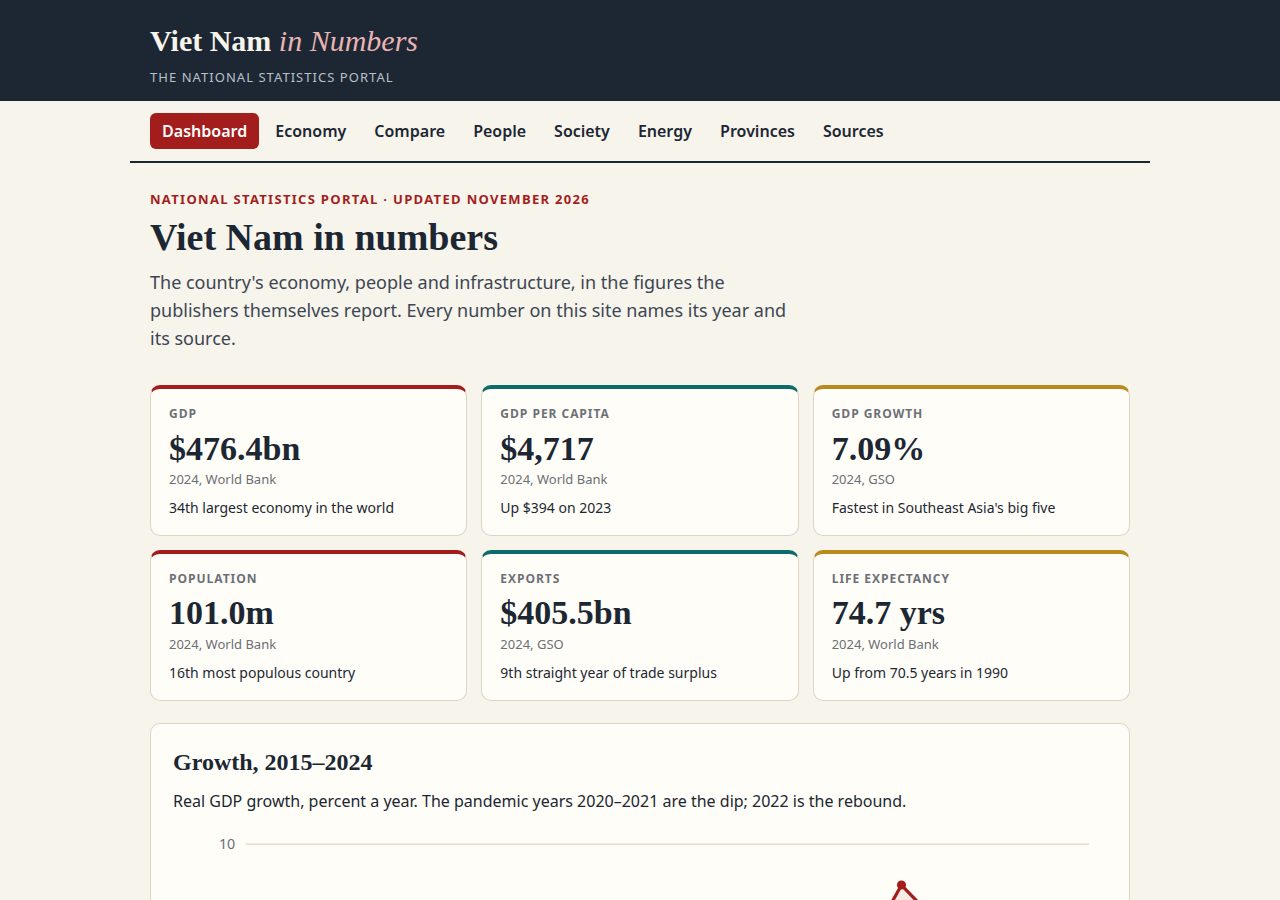 Viet Nam in Numbers
THE NATIONAL STATISTICS PORTAL
Dashboard Economy Compare People Society Energy Provinces Sources
NATIONAL STATISTICS PORTAL · UPDATED NOVEMBER 2026
Viet Nam in numbers
The country's economy, people and infrastructure, in the figures the
publishers themselves report. Every number on this site names its year and
its source.
GDP
$476.4bn
2024, World Bank
34th largest economy in the world
GDP PER CAPITA
$4,717
2024, World Bank
Up $394 on 2023
GDP GROWTH
7.09%
2024, GSO
Fastest in Southeast Asia's big five
POPULATION
101.0m
2024, World Bank
16th most populous country
EXPORTS
$405.5bn
2024, GSO
9th straight year of trade surplus
LIFE EXPECTANCY
74.7 yrs
2024, World Bank
Up from 70.5 years in 1990
Growth, 2015–2024
Real GDP growth, percent a year. The pandemic years 2020–2021 are the dip; 2022 is the rebound.
10